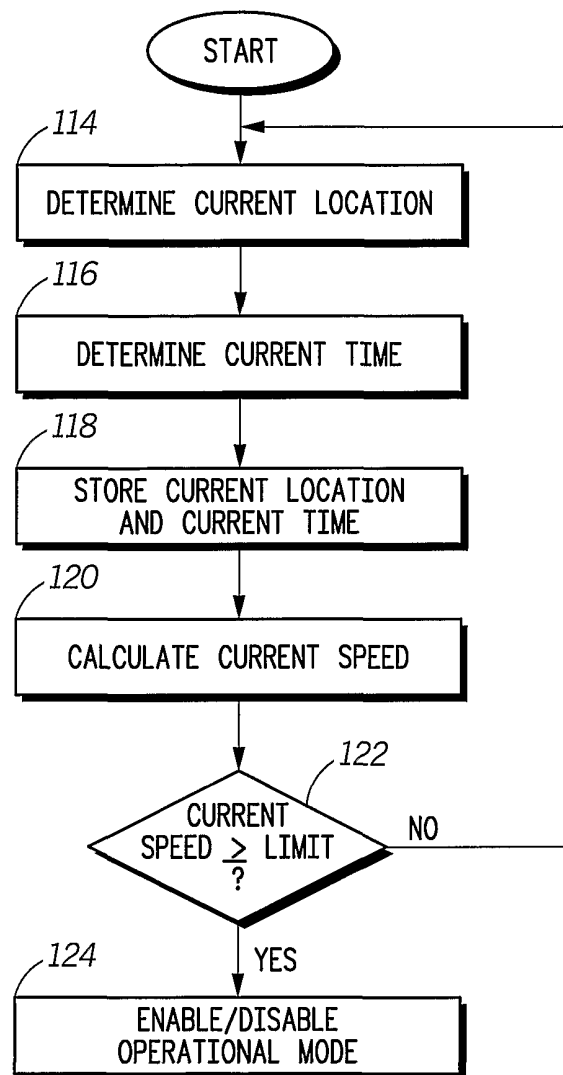 START
114
DETERMINE CURRENT LOCATION
116
DETERMINE CURRENT TIME
118
STORE CURRENT LOCATION
AND CURRENT TIME
120
CALCULATE CURRENT SPEED
122
CURRENT
SPEED ≥ LIMIT
?
NO
YES
124
ENABLE/DISABLE
OPERATIONAL MODE